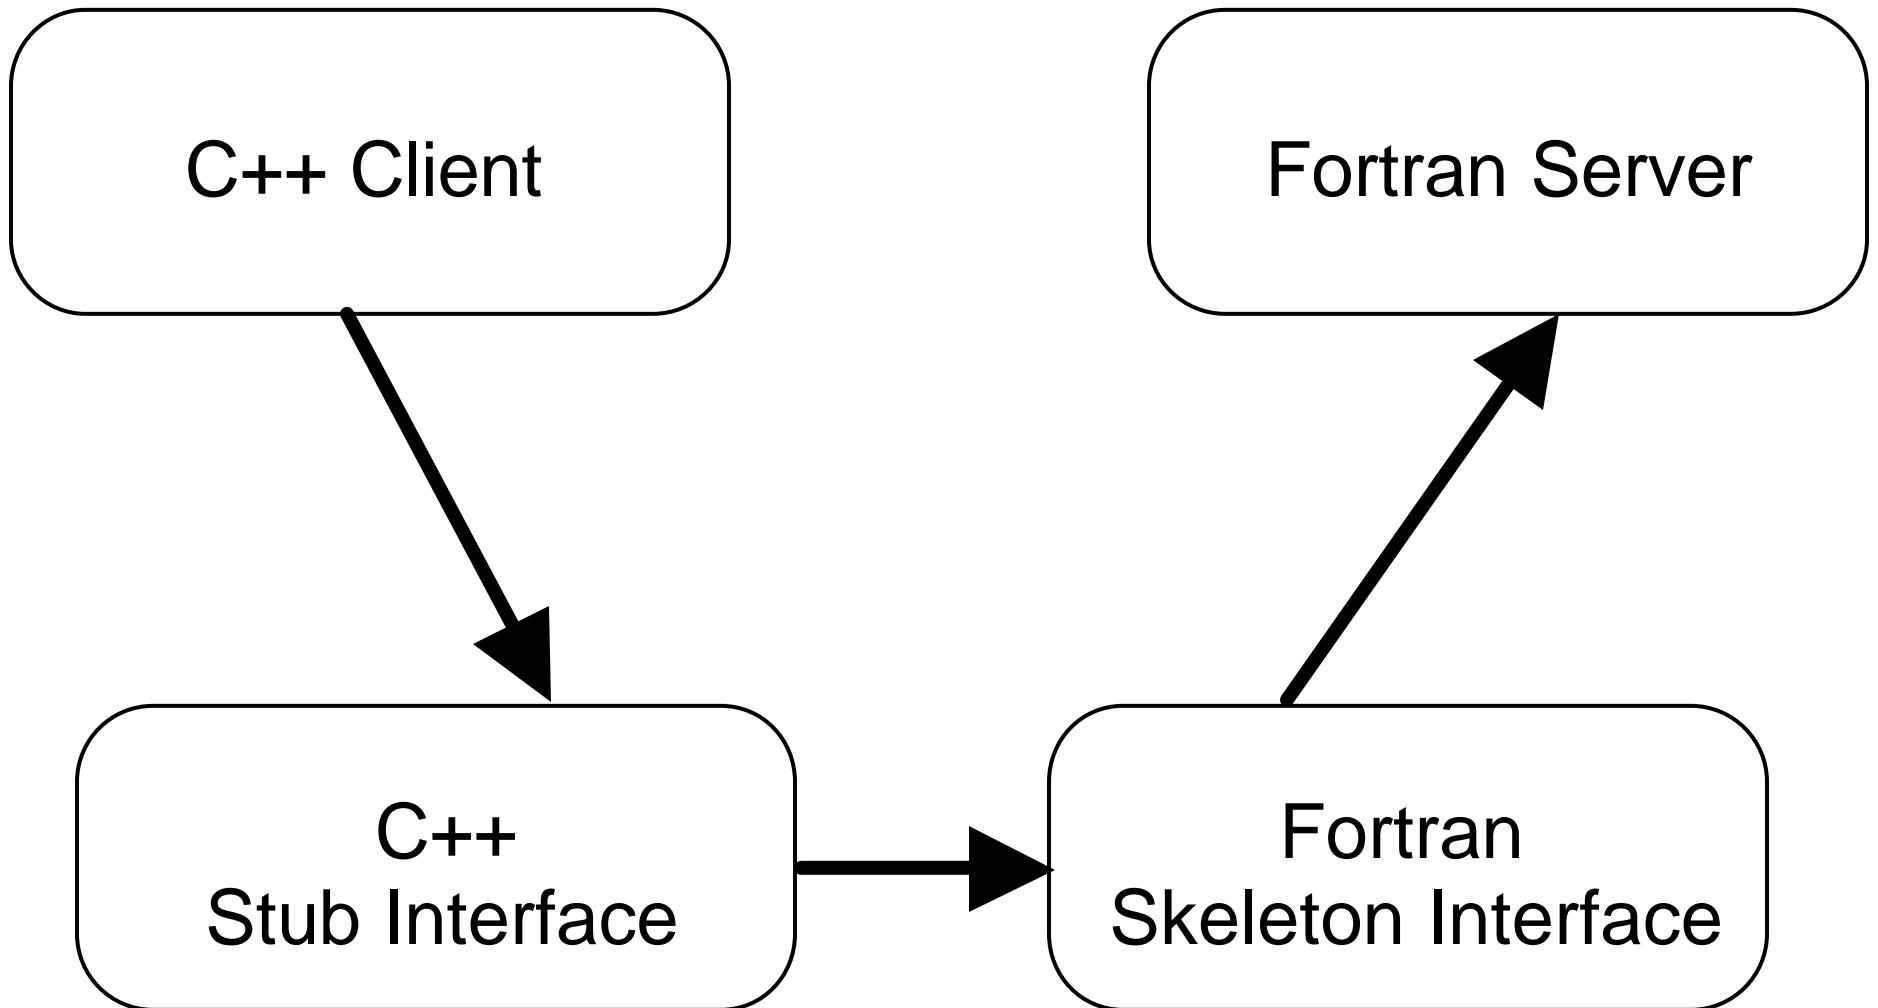 C++ Client
Fortran Server
C++
Stub Interface
Fortran
Skeleton Interface